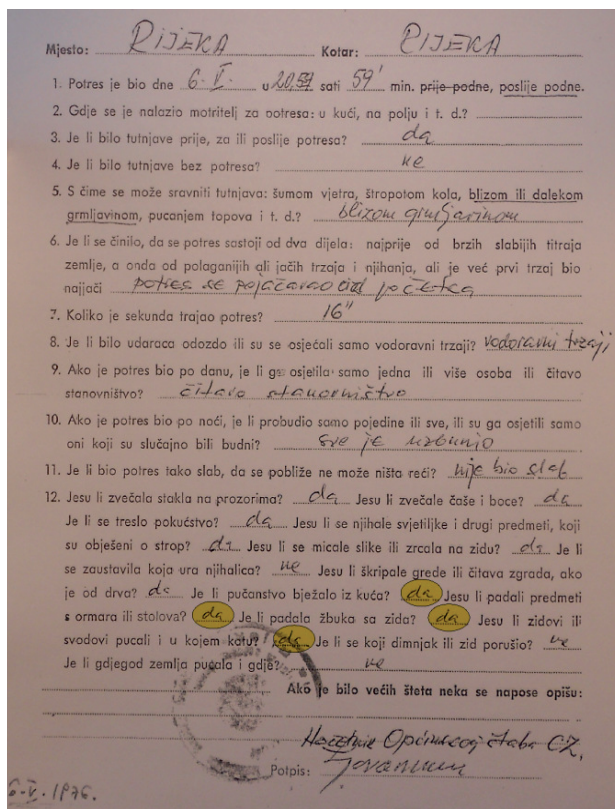 Mjesto: RIJEKA Kotar: RIJEKA
1. Potres je bio dne 6. V. u 20,59 sati 59' min. prije podne, poslije podne.
2. Gdje se je nalazio motritelj za potresa: u kući, na polju i t. d.?
3. Je li bilo tutnjave prije, za ili poslije potresa? da
4. Je li bilo tutnjave bez potresa? ne
5. S čime se može sravniti tutnjava: šumom vjetra, štropotom kola, blizom ili dalekom
grmljavinom, pucanjem topova i t. d.? blizom grmljavinom
6. Je li se činilo, da se potres sastoji od dva dijela: najprije od brzih slabijih titraja
zemlje, a onda od polaganijih ali jačih trzaja i njihanja, ali je već prvi trzaj bio
najjači potres se pojačavao od početka
7. Koliko je sekunda trajao potres? 16"
8. Je li bilo udaraca odozdo ili su se osjećali samo vodoravni trzaji? vodoravni trzaji
9. Ako je potres bio po danu, je li ga osjetila samo jedna ili više osoba ili čitavo
stanovništvo? čitavo stanovništvo
10. Ako je potres bio po noći, je li probudio samo pojedine ili sve, ili su ga osjetili samo
oni koji su slučajno bili budni? sve je uzbunio
11. Je li bio potres tako slab, da se pobliže ne može ništa reći? nije bio slab
12. Jesu li zvečala stakla na prozorima? da Jesu li zvečale čaše i boce? da
Je li se treslo pokućstvo? da Jesu li se njihale svjetiljke i drugi predmeti, koji
su obješeni o strop? da Jesu li se micale slike ili zrcala na zidu? da Je li
se zaustavila koja ura njihalica? ne Jesu li škripale grede ili čitava zgrada, ako
je od drva? da Je li pučanstvo bježalo iz kuća? da Jesu li padali predmeti
s ormara ili stolova? da Je li padala žbuka sa zida? da Jesu li zidovi ili
svodovi pucali i u kojem katu? da Je li se koji dimnjak ili zid porušio? ne
Je li gdjegod zemlja pucala i gdje? ne
Ako je bilo većih šteta neka se napose opišu:
Općinskog štaba CZ.
Potpis:
6. V. 1976.